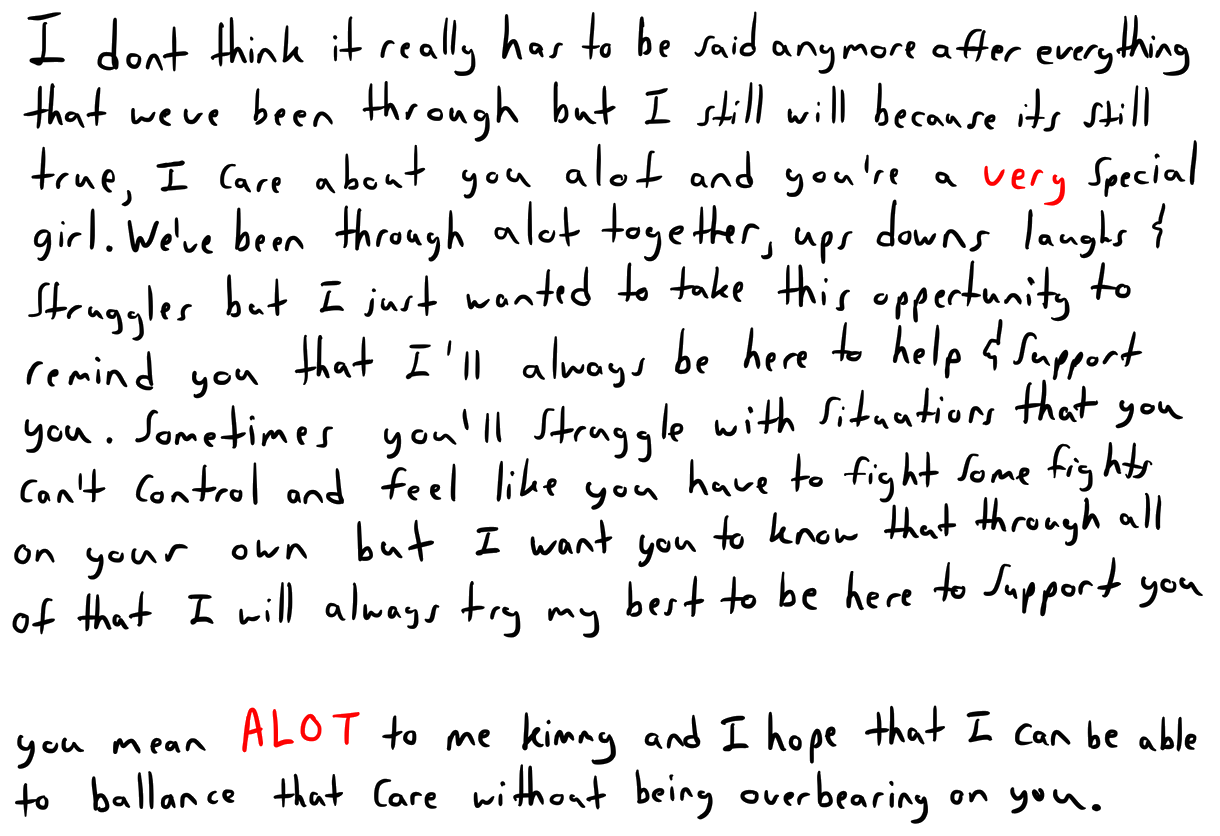 I dont think it really has to be said anymore after everything
that weve been through but I still will because its still
true, I care about you alot and you're a very special
girl. We've been through alot together, ups downs laughs &
struggles but I just wanted to take this oppertunity to
remind you that I'll always be here to help & support
you. Sometimes you'll struggle with situations that you
can't control and feel like you have to fight some fights
on your own but I want you to know that through all
of that I will always try my best to be here to support you
you mean ALOT to me kimmy and I hope that I can be able
to ballance that care without being overbearing on you.